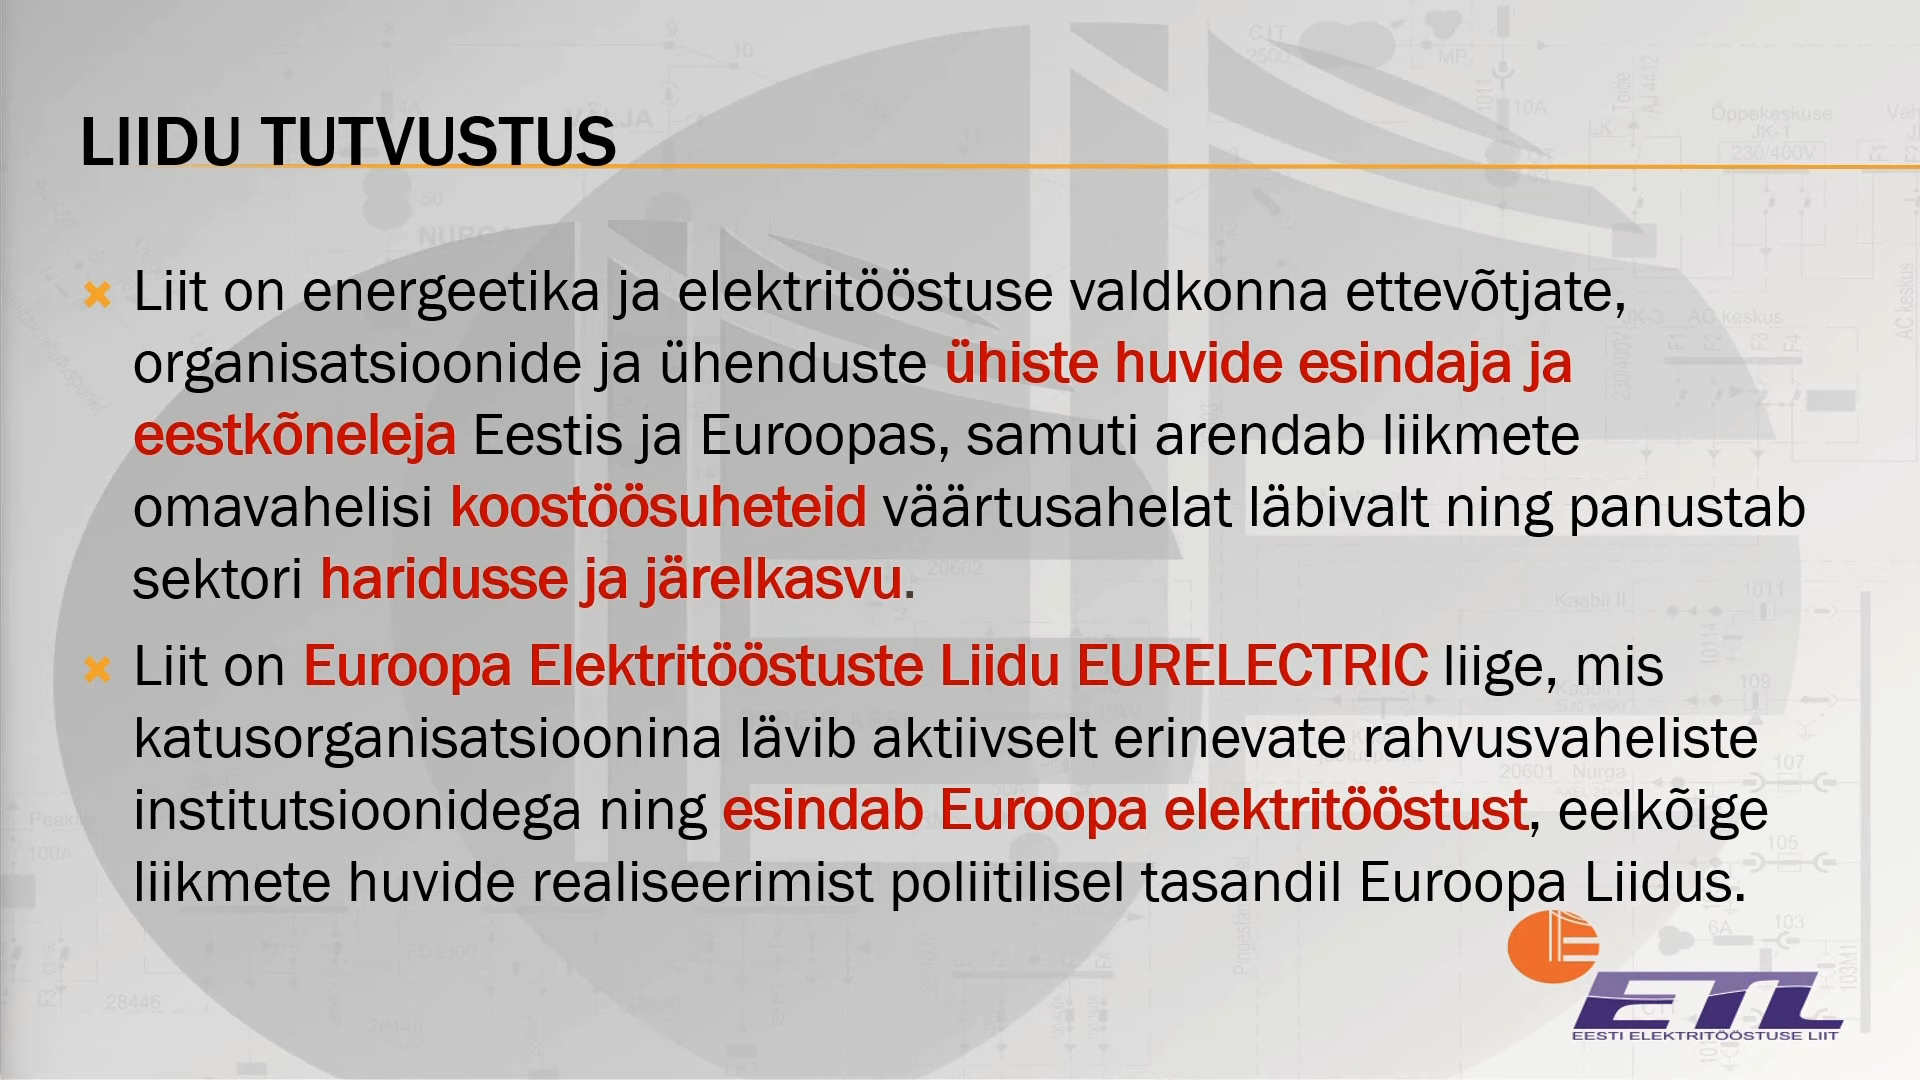 LIIDU TUTVUSTUS
Liit on energeetika ja elektritööstuse valdkonna ettevõtjate,
organisatsioonide ja ühenduste ühiste huvide esindaja ja
eestkõneleja Eestis ja Euroopas, samuti arendab liikmete
omavahelisi koostöösuheteid väärtusahelat läbivalt ning panustab
sektori haridusse ja järelkasvu.
Liit on Euroopa Elektritööstuste Liidu EURELECTRIC liige, mis
katusorganisatsioonina lävib aktiivselt erinevate rahvusvaheliste
institutsioonidega ning esindab Euroopa elektritööstust, eelkõige
liikmete huvide realiseerimist poliitilisel tasandil Euroopa Liidus.
ETL
EESTI ELEKTRITÖÖSTUSE LIIT